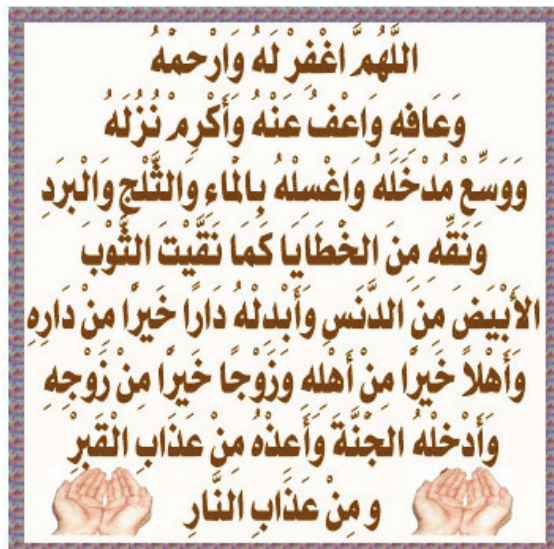 اللَّهُمَّ اغْفِرْ لَهُ وَارْحَمْهُ
وَعَافِهِ وَاعْفُ عَنْهُ وَأَكْرِمْ نُزُلَهُ
وَوَسِّعْ مُدْخَلَهُ وَاغْسِلْهُ بِالْمَاءِ وَالثَّلْجِ وَالْبَرَدِ
وَنَقِّهِ مِنَ الْخَطَايَا كَمَا نَقَّيْتَ الثَّوْبَ
الأَبْيَضَ مِنَ الدَّنَسِ وَأَبْدِلْهُ دَارًا خَيْرًا مِنْ دَارِهِ
وَأَهْلاً خَيْرًا مِنْ أَهْلِهِ وَزَوْجًا خَيْرًا مِنْ زَوْجِهِ
وَأَدْخِلْهُ الْجَنَّةَ وَأَعِذْهُ مِنْ عَذَابِ الْقَبْرِ
و مِنْ عَذَابِ النَّارِ